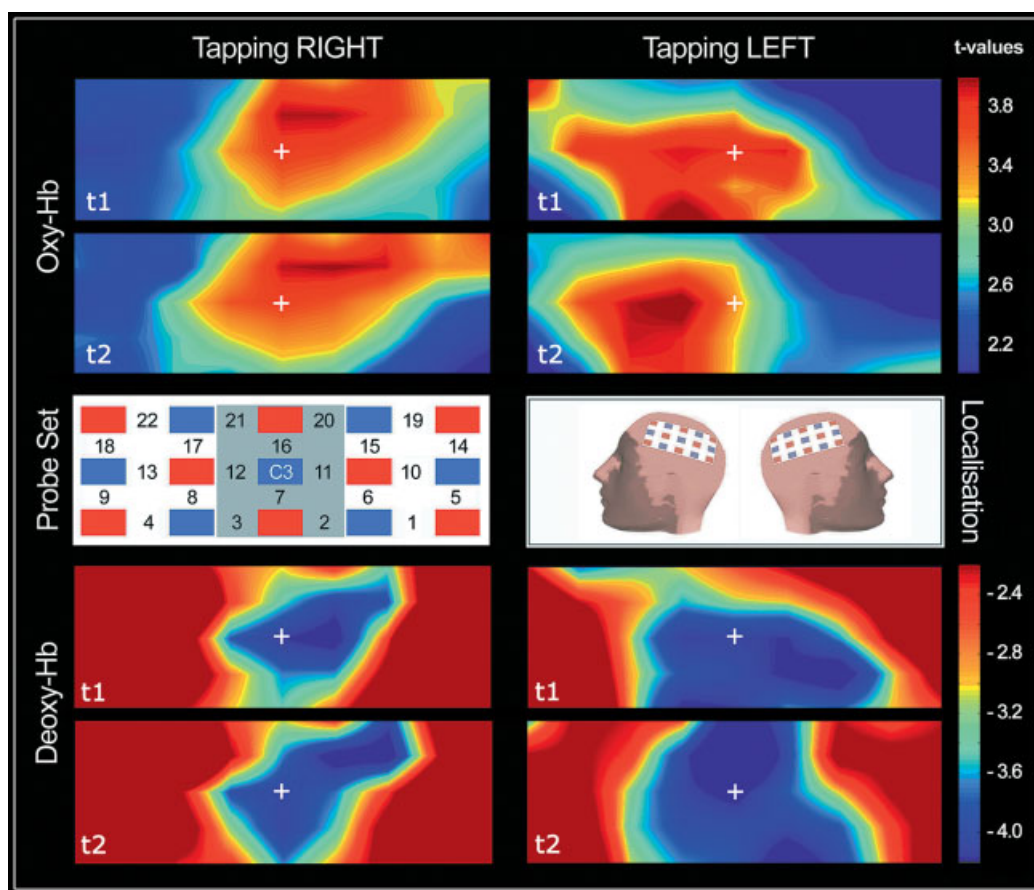 Tapping RIGHT
Tapping LEFT
t-values
Oxy-Hb
t1
t1
t2
t2
3.8
3.4
3.0
2.6
2.2
Probe Set
22 21 20 19
18 17 16 15 14
13 12 C3 11 10
9 8 7 6 5
4 3 2 1
Localisation
Deoxy-Hb
t1
t1
t2
t2
-2.4
-2.8
-3.2
-3.6
-4.0